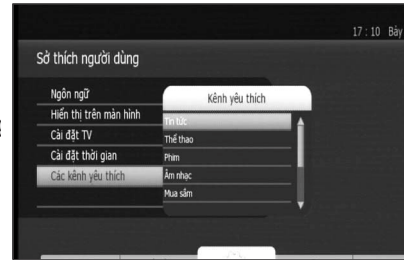 17 : 10 Bảy
Sở thích người dùng
Ngôn ngữ
Hiển thị trên màn hình
Cài đặt TV
Cài đặt thời gian
Các kênh yêu thích
Kênh yêu thích
Tin tức
Thể thao
Phim
Âm nhạc
Mua sắm